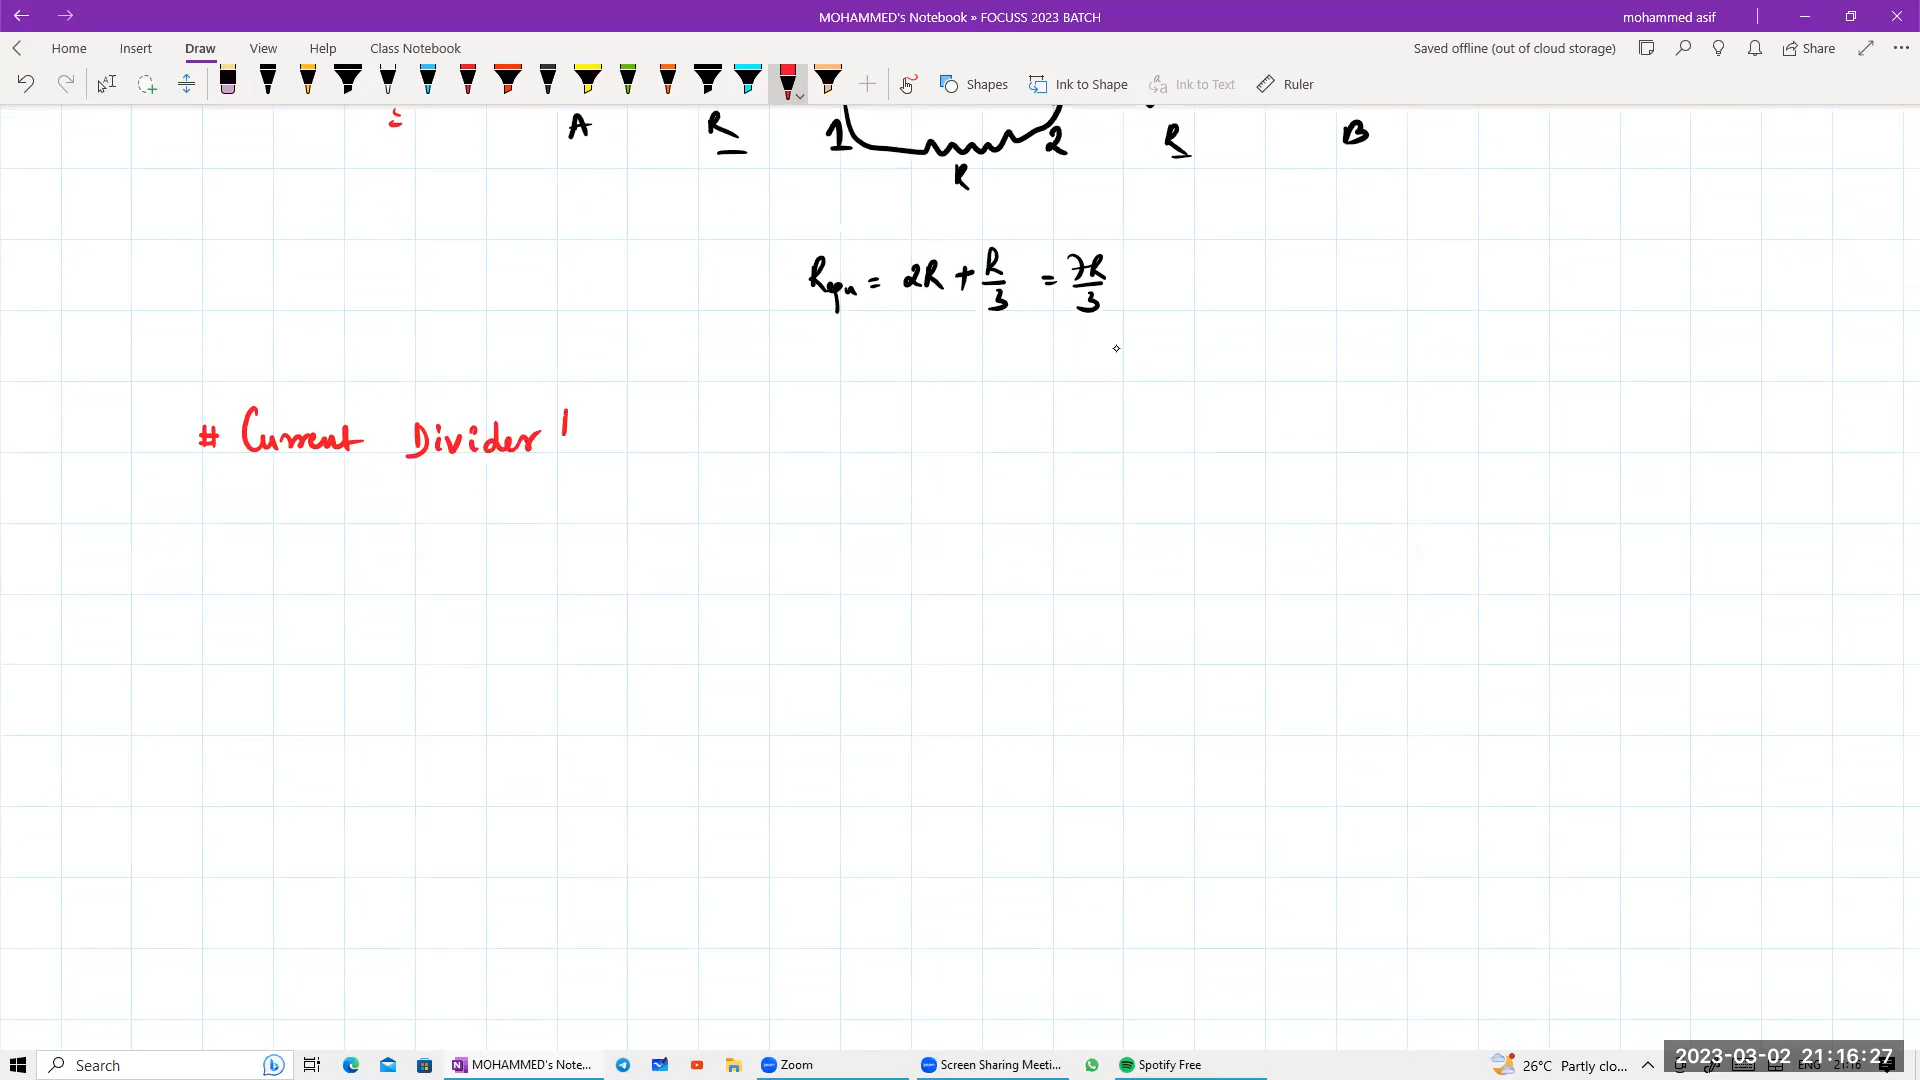 MOHAMMED's Notebook » FOCUSS 2023 BATCH
mohammed asif
Home Insert Draw View Help Class Notebook
Saved offline (out of cloud storage)
Share
Shapes
Ink to Shape
Ink to Text
Ruler
A R 1 2 R B
R
Reqn = 2R + R/3 = 7R/3
# Current Divider
Search
MOHAMMED's Note...
Zoom
Screen Sharing Meeti...
Spotify Free
26°C Partly clo...
ENG
2023-03-02 21:16:27